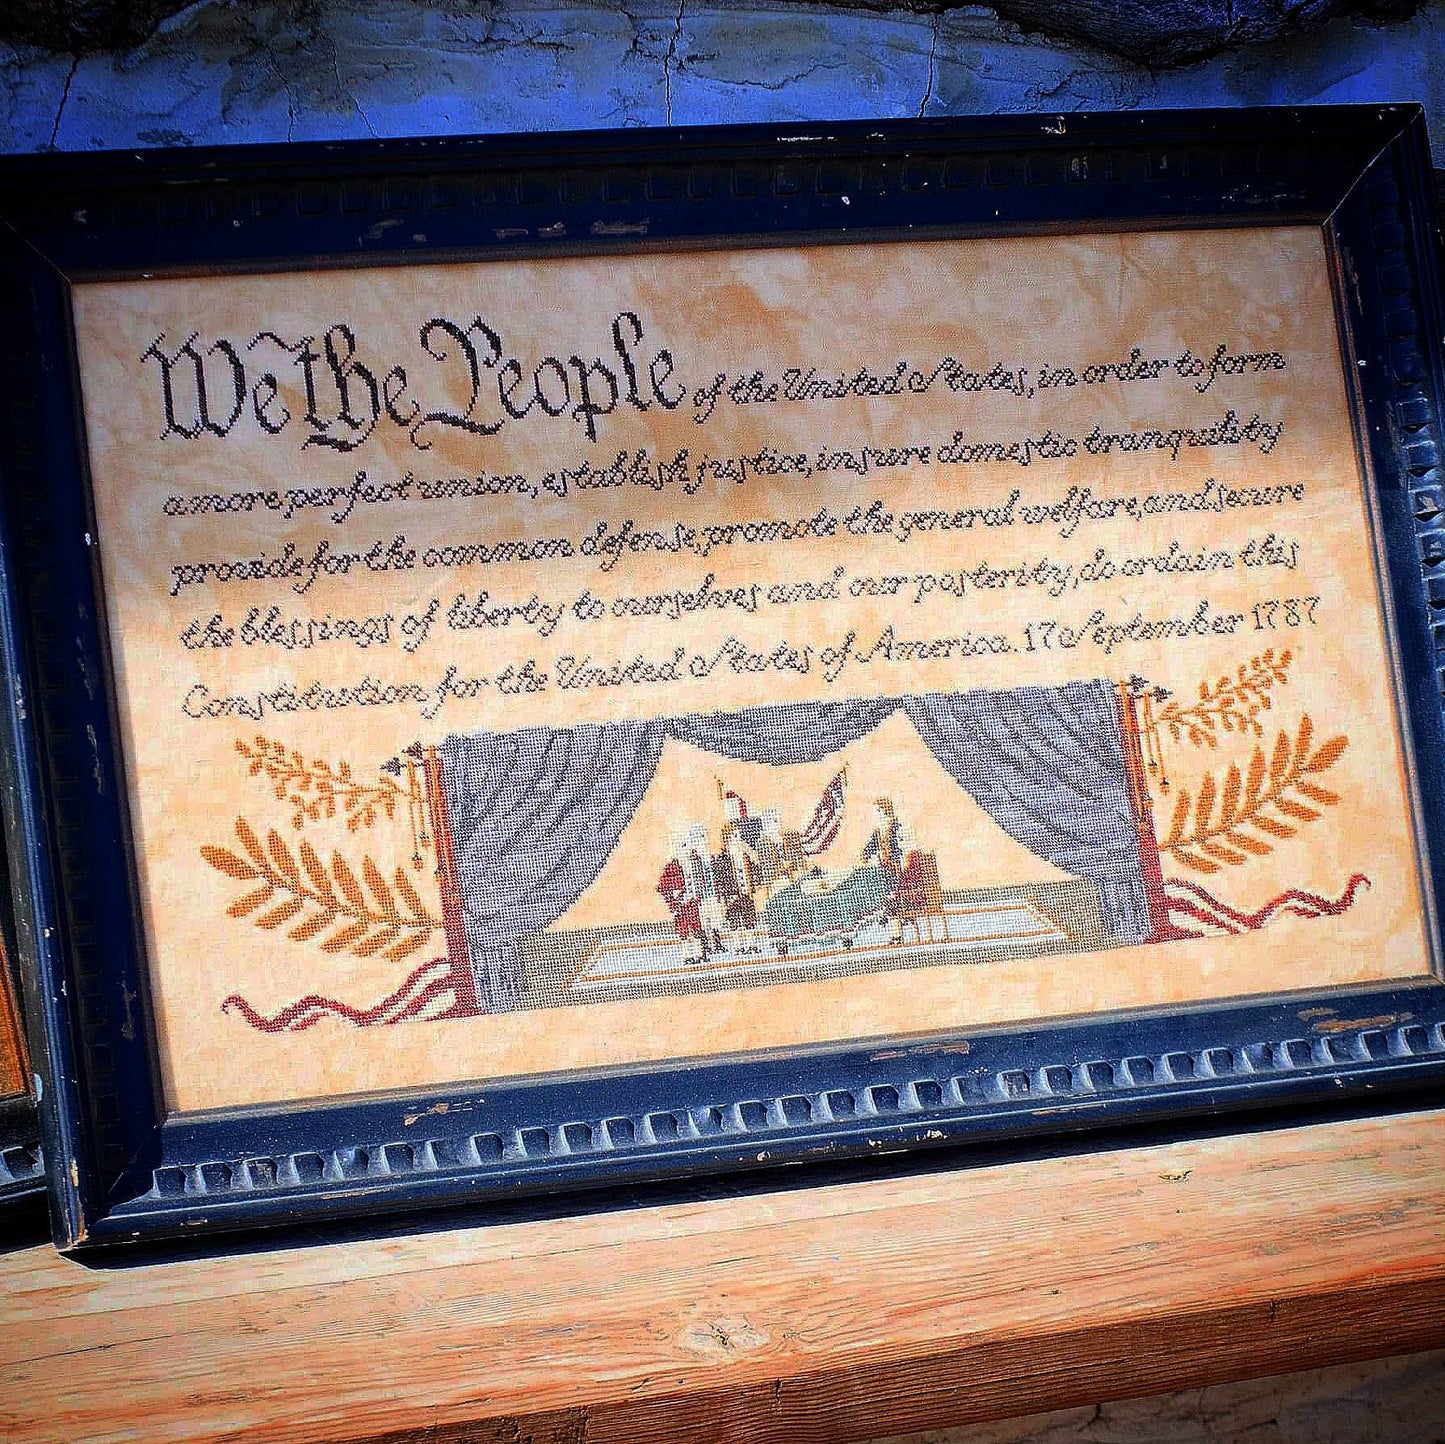 We the People of the United States, in order to form
a more perfect union, establish justice, insure domestic tranquility
provide for the common defense, promote the general welfare, and secure
the blessings of liberty to ourselves and our posterity, do ordain this
Constitution for the United States of America. 17 September 1787